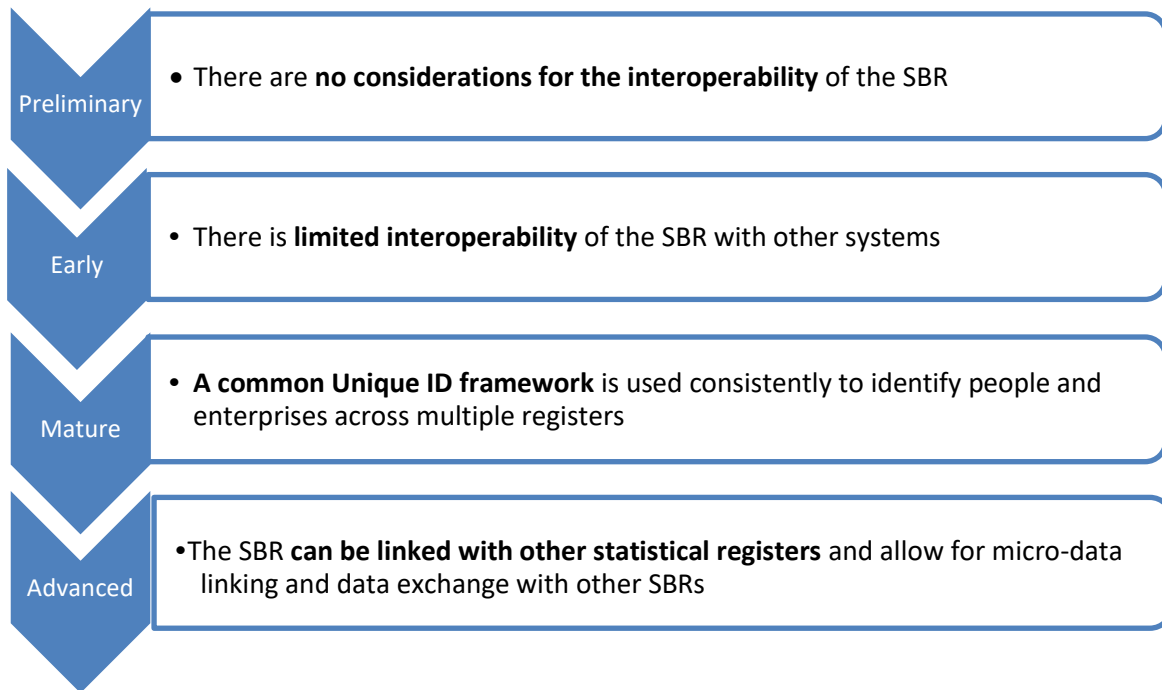 Preliminary
• There are no considerations for the interoperability of the SBR
Early
• There is limited interoperability of the SBR with other systems
Mature
• A common Unique ID framework is used consistently to identify people and
enterprises across multiple registers
Advanced
•The SBR can be linked with other statistical registers and allow for micro-data
linking and data exchange with other SBRs